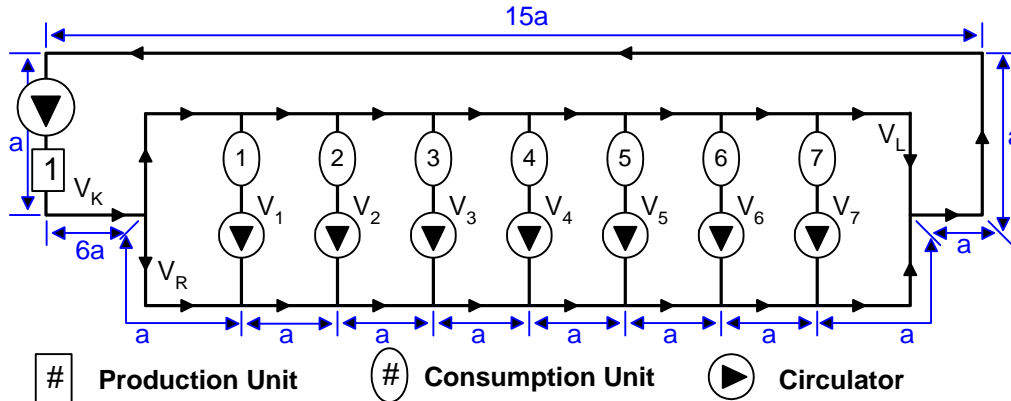 15a
a
1
V_K
6a
V_R
1 2 3 4 5 6 7
V_1 V_2 V_3 V_4 V_5 V_6 V_7
V_L
a
a
a a a a a a a a
# Production Unit
# Consumption Unit
Circulator